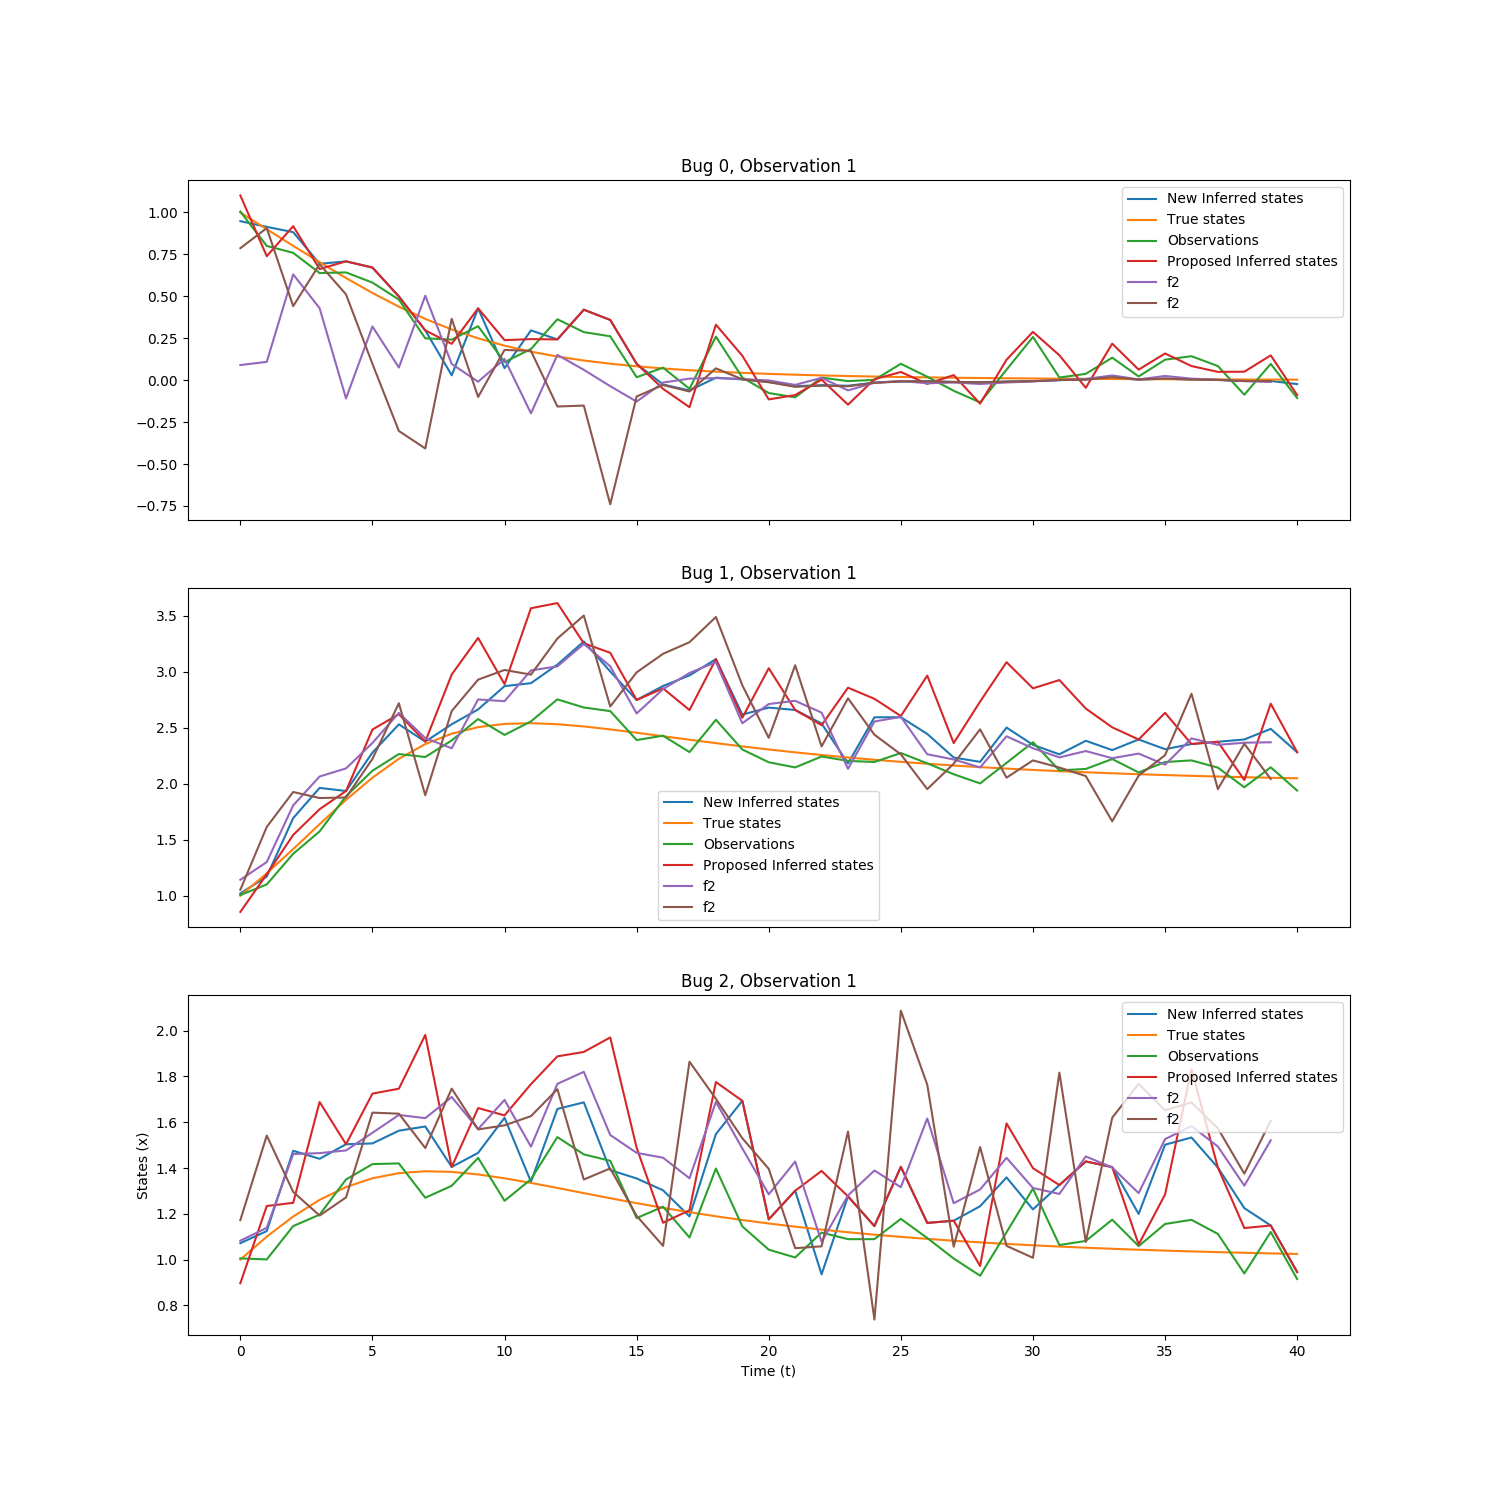 Bug 0, Observation 1
1.00
0.75
0.50
0.25
0.00
−0.25
−0.50
−0.75
New Inferred states
True states
Observations
Proposed Inferred states
f2
f2
Bug 1, Observation 1
3.5
3.0
2.5
2.0
1.5
1.0
New Inferred states
True states
Observations
Proposed Inferred states
f2
f2
Bug 2, Observation 1
States (x)
2.0
1.8
1.6
1.4
1.2
1.0
0.8
New Inferred states
True states
Observations
Proposed Inferred states
f2
f2
0 5 10 15 20 25 30 35 40
Time (t)